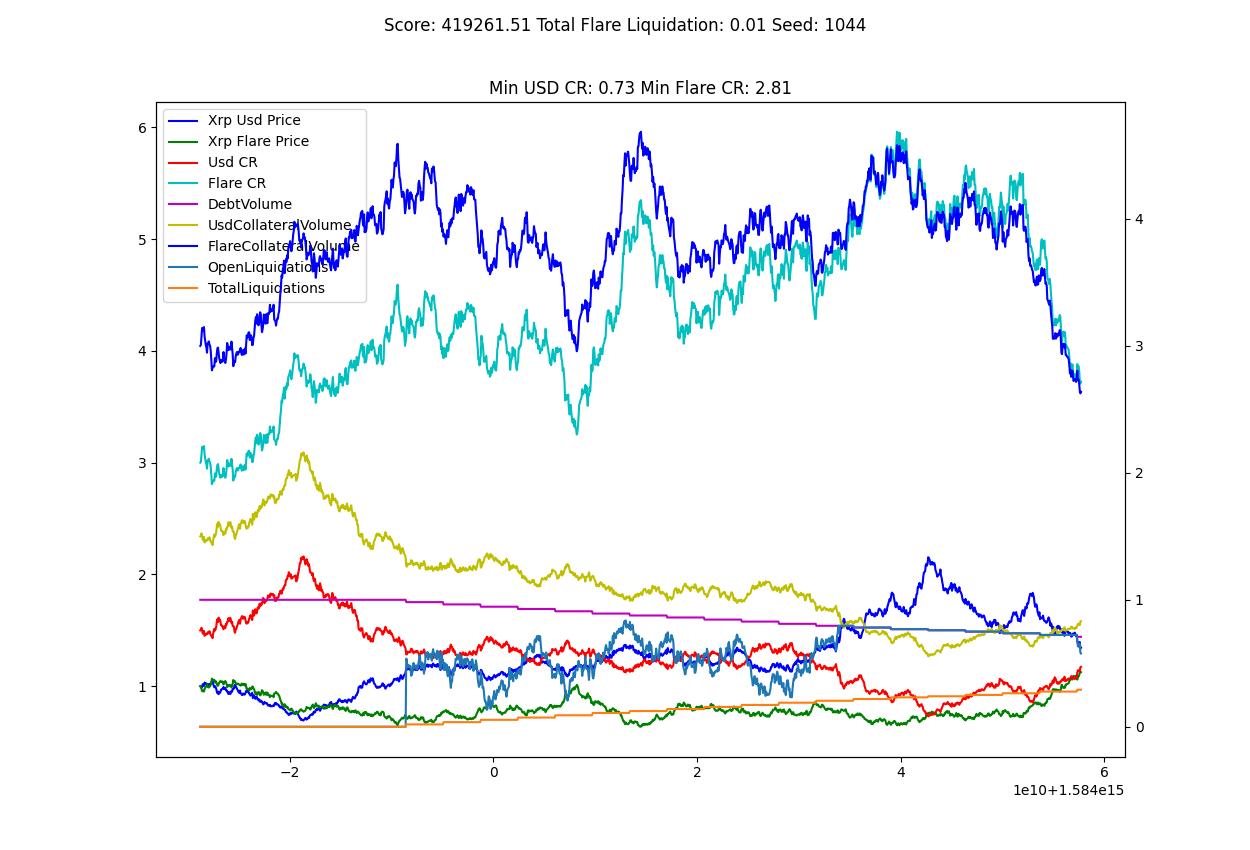 Score: 419261.51 Total Flare Liquidation: 0.01 Seed: 1044
Min USD CR: 0.73 Min Flare CR: 2.81
Xrp Usd Price
Xrp Flare Price
Usd CR
Flare CR
DebtVolume
UsdCollateralVolume
FlareCollateralVolume
OpenLiquidations
TotalLiquidations
6
5
4
3
2
1
4
3
2
1
0
−2
0
2
4
6
1e10+1.584e15